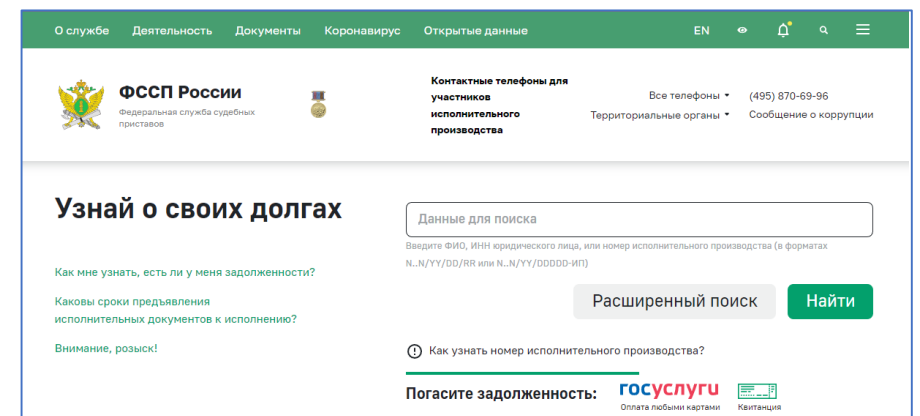 О службе Деятельность Документы Коронавирус Открытые данные EN
ФССП России
Федеральная служба судебных
приставов
Контактные телефоны для
участников
исполнительного
производства
Все телефоны
Территориальные органы
(495) 870-69-96
Сообщение о коррупции
Узнай о своих долгах
Как мне узнать, есть ли у меня задолженности?
Каковы сроки предъявления
исполнительных документов к исполнению?
Внимание, розыск!
Данные для поиска
Введите ФИО, ИНН юридического лица, или номер исполнительного производства (в форматах
N..N/YY/DD/RR или N..N/YY/DDDDD-ИП)
Расширенный поиск Найти
Как узнать номер исполнительного производства?
Погасите задолженность:
госуслуги
Оплата любыми картами
Квитанция